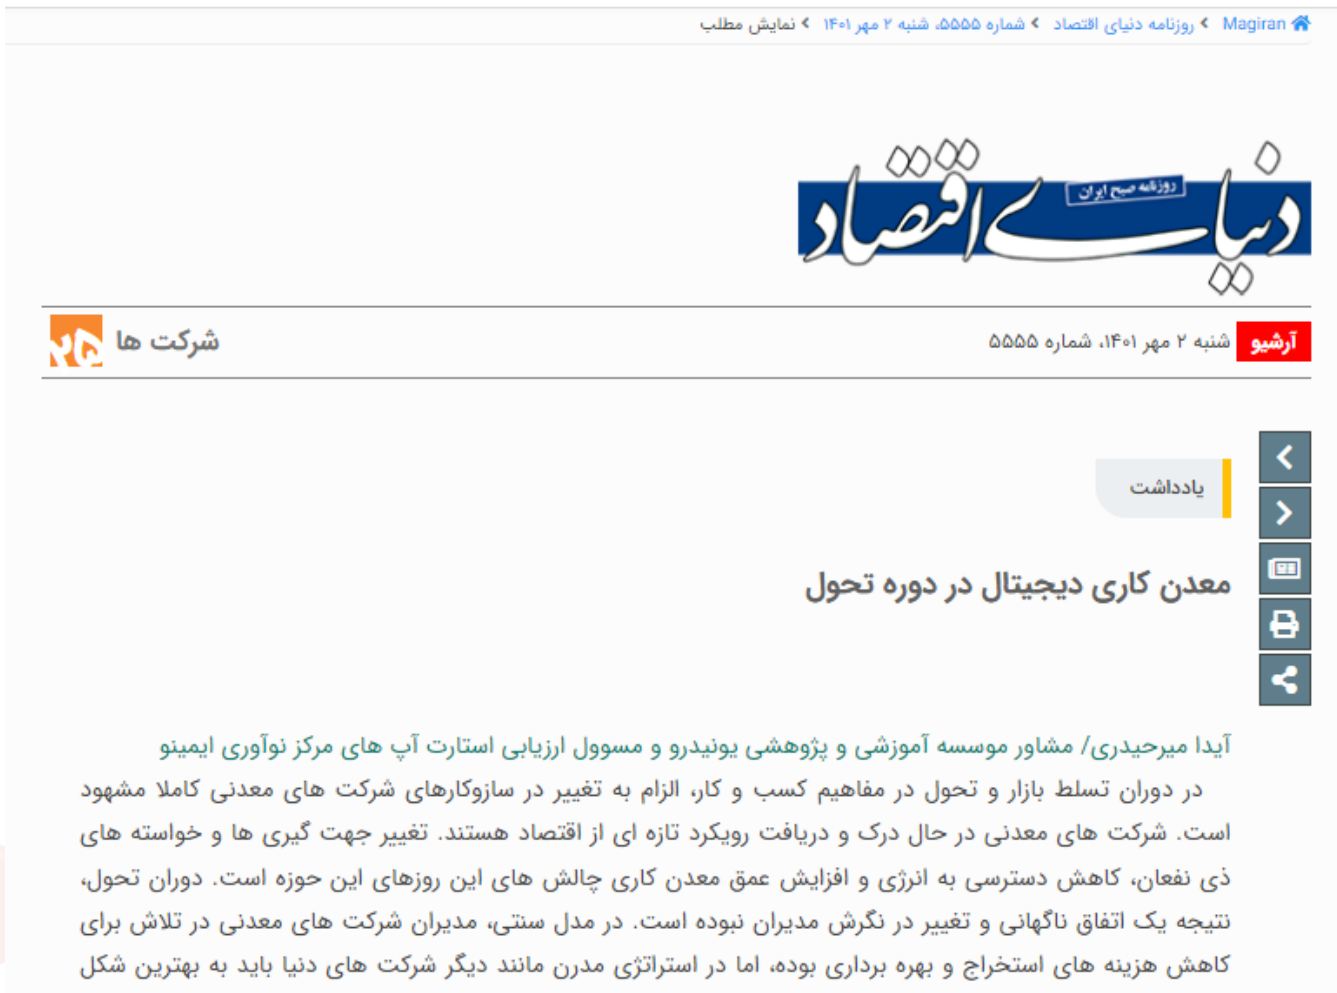 Magiran › روزنامه دنیای اقتصاد › شماره ۵۵۵۵، شنبه ۲ مهر ۱۴۰۱ › نمایش مطلب
دنیای اقتصاد
روزنامه صبح ایران
آرشیو شنبه ۲ مهر ۱۴۰۱، شماره ۵۵۵۵
شرکت ها ۲۵
یادداشت
معدن کاری دیجیتال در دوره تحول
آیدا میرحیدری/ مشاور موسسه آموزشی و پژوهشی یونیدرو و مسوول ارزیابی استارت آپ های مرکز نوآوری ایمینو
در دوران تسلط بازار و تحول در مفاهیم کسب و کار، الزام به تغییر در سازوکارهای شرکت های معدنی کاملا مشهود
است. شرکت های معدنی در حال درک و دریافت رویکرد تازه ای از اقتصاد هستند. تغییر جهت گیری ها و خواسته های
ذی نفعان، کاهش دسترسی به انرژی و افزایش عمق معدن کاری چالش های این روزهای این حوزه است. دوران تحول،
نتیجه یک اتفاق ناگهانی و تغییر در نگرش مدیران نبوده است. در مدل سنتی، مدیران شرکت های معدنی در تلاش برای
کاهش هزینه های استخراج و بهره برداری بوده، اما در استراتژی مدرن مانند دیگر شرکت های دنیا باید به بهترین شکل